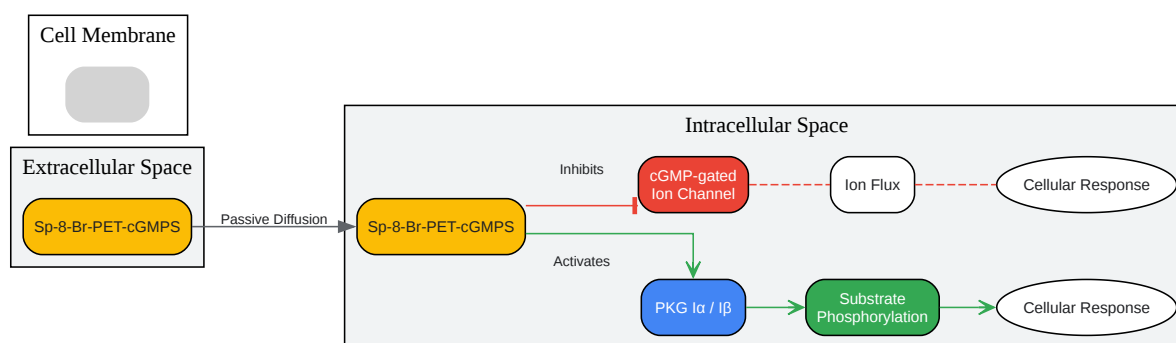 Cell Membrane
Extracellular Space
Sp-8-Br-PET-cGMPS
Passive Diffusion
Intracellular Space
Sp-8-Br-PET-cGMPS
Inhibits
cGMP-gated
Ion Channel
Ion Flux
Cellular Response
Activates
PKG Iα / Iβ
Substrate
Phosphorylation
Cellular Response